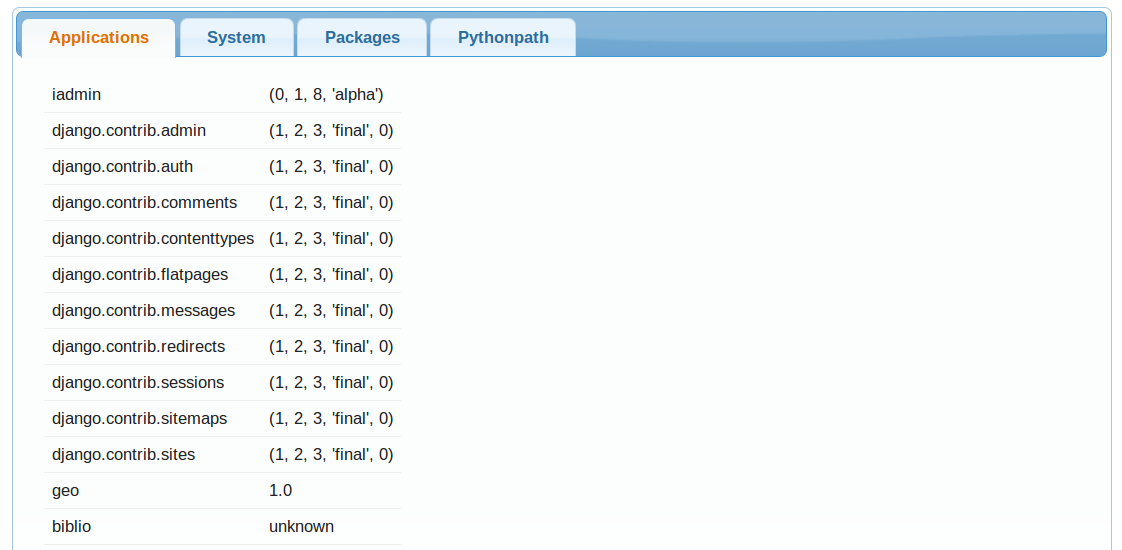 Applications System Packages Pythonpath
iadmin (0, 1, 8, 'alpha')
django.contrib.admin (1, 2, 3, 'final', 0)
django.contrib.auth (1, 2, 3, 'final', 0)
django.contrib.comments (1, 2, 3, 'final', 0)
django.contrib.contenttypes (1, 2, 3, 'final', 0)
django.contrib.flatpages (1, 2, 3, 'final', 0)
django.contrib.messages (1, 2, 3, 'final', 0)
django.contrib.redirects (1, 2, 3, 'final', 0)
django.contrib.sessions (1, 2, 3, 'final', 0)
django.contrib.sitemaps (1, 2, 3, 'final', 0)
django.contrib.sites (1, 2, 3, 'final', 0)
geo 1.0
biblio unknown